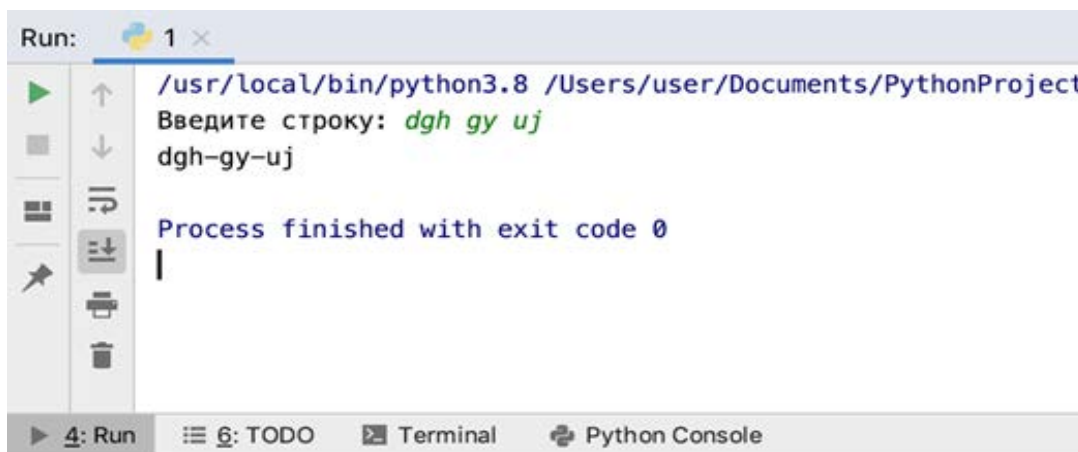 Run: 1
/usr/local/bin/python3.8 /Users/user/Documents/PythonProject
Введите строку: dgh gy uj
dgh-gy-uj
Process finished with exit code 0
4: Run 6: TODO Terminal Python Console